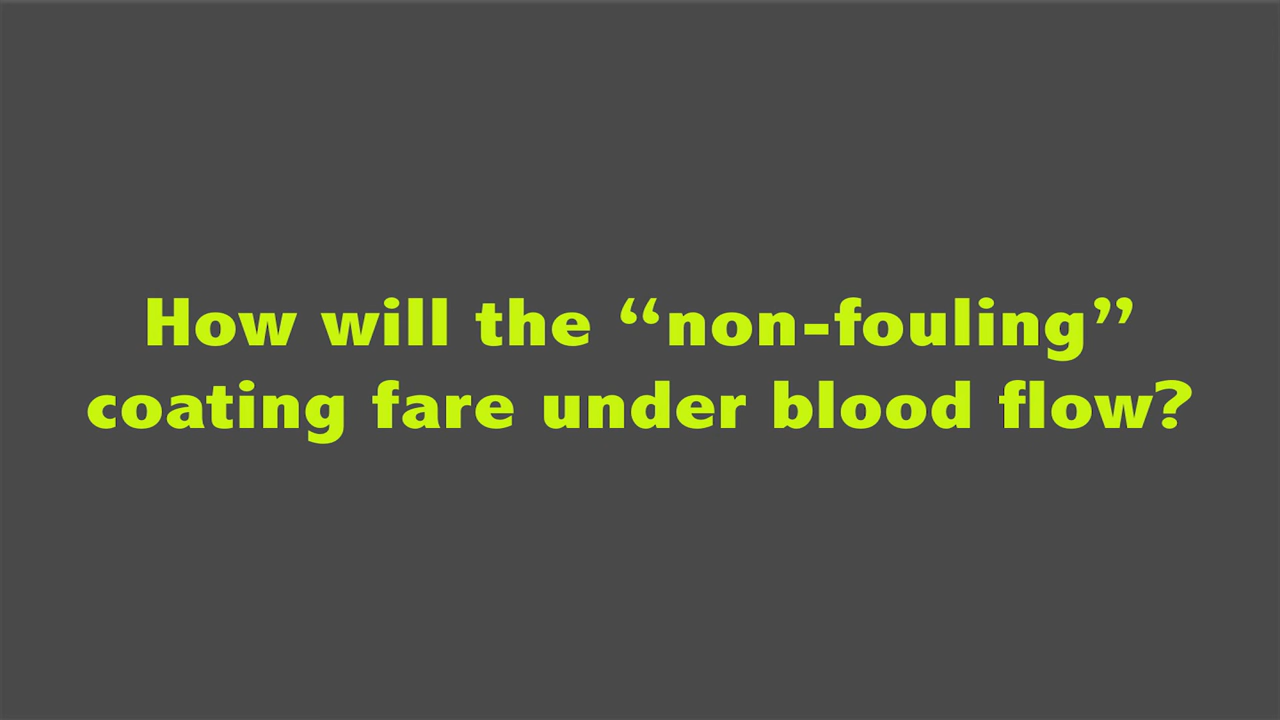 How will the “non-fouling”
coating fare under blood flow?